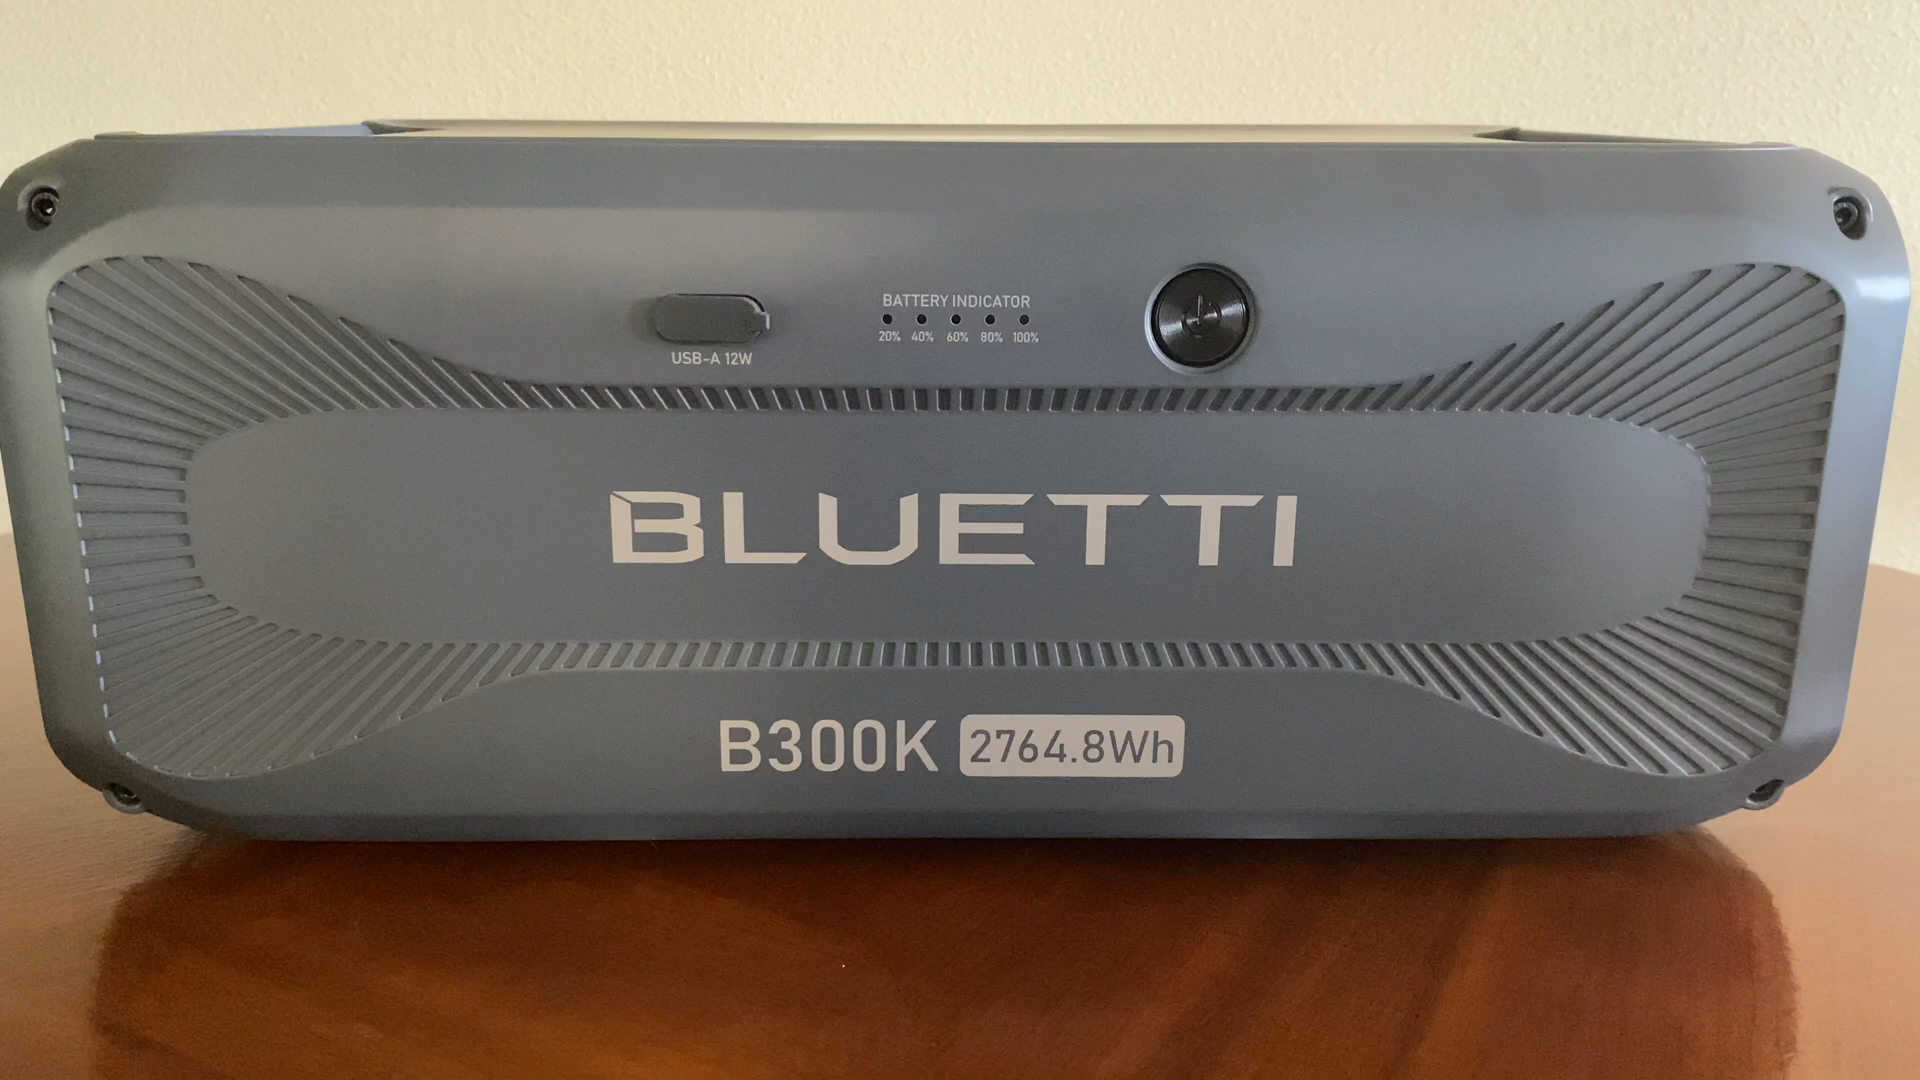 BATTERY INDICATOR
20% 40% 60% 80% 100%
USB-A 12W
BLUETTI
B300K 2764.8Wh